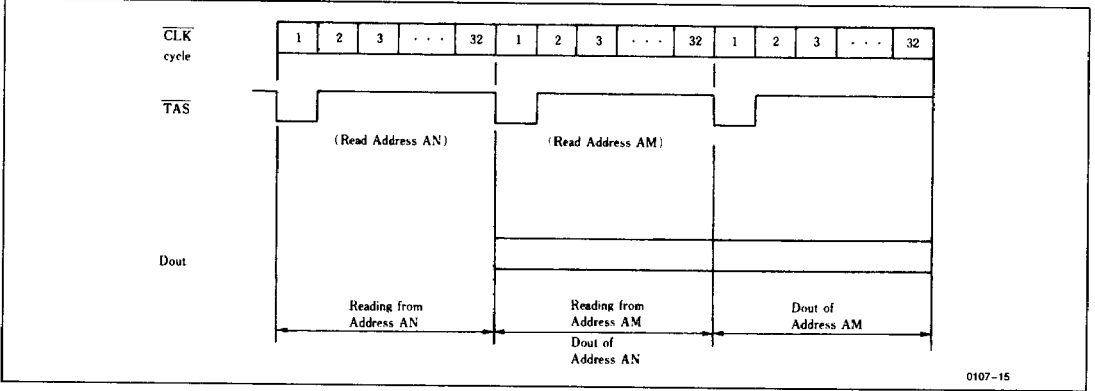 CLK
cycle
1 2 3 · · · 32 1 2 3 · · · 32 1 2 3 · · · 32
TAS
(Read Address AN)
(Read Address AM)
Dout
Reading from
Address AN
Reading from
Address AM
Dout of
Address AM
Dout of
Address AN
0107-15